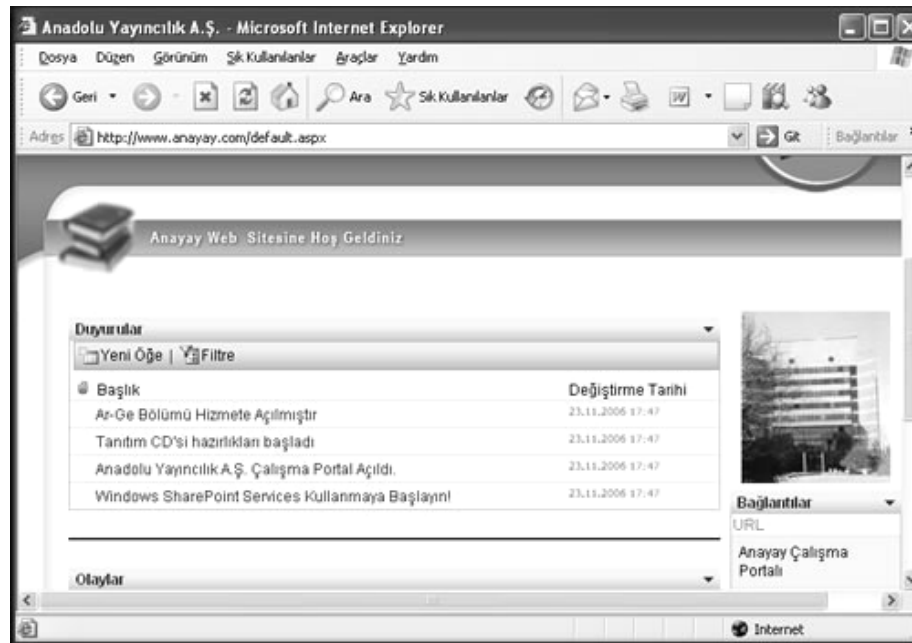 Anadolu Yayıncılık A.Ş. - Microsoft Internet Explorer
Dosya Düzen Görünüm Sık Kullanılanlar Araçlar Yardım
Geri Ara Sık Kullanılanlar
Adres http://www.anayay.com/default.aspx Git Bağlantılar
Anayay Web Sitesine Hoş Geldiniz
Duyurular
Yeni Öğe | Filtre
Başlık Değiştirme Tarihi
Ar-Ge Bölümü Hizmete Açılmıştır 23.11.2006 17:47
Tanıtım CD'si hazırlıkları başladı 23.11.2006 17:47
Anadolu Yayıncılık A.Ş. Çalışma Portal Açıldı. 23.11.2006 17:47
Windows SharePoint Services Kullanmaya Başlayın! 23.11.2006 17:47
Bağlantılar
URL
Anayay Çalışma
Portalı
Olaylar
Internet